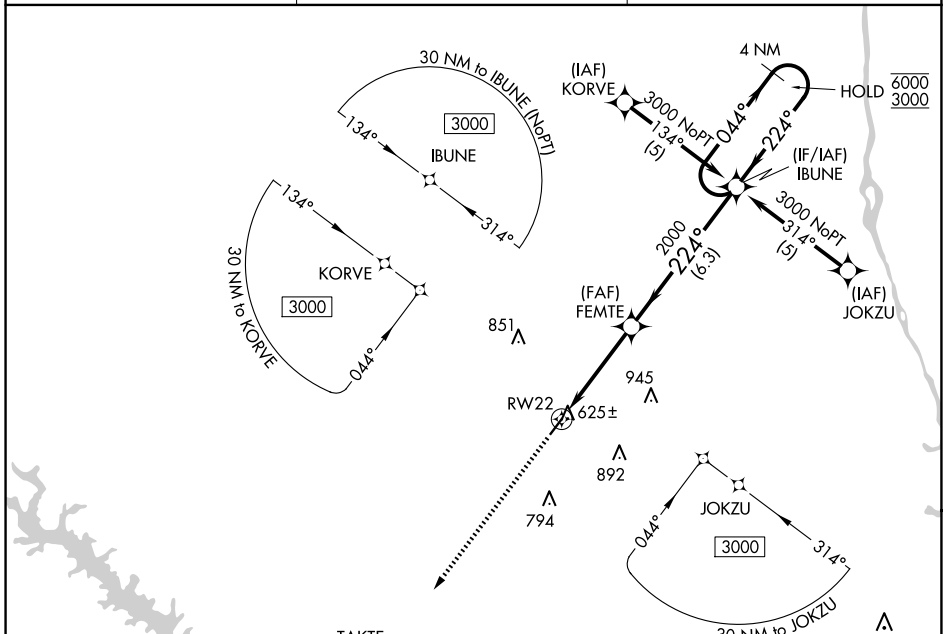 4 NM
30 NM to IBUNE (NoPT)
(IAF)
KORVE
HOLD
6000
3000
3000 NoPT
134°
(5)
044°
224°
3000
134°
IBUNE
314°
(IF/IAF)
IBUNE
3000 NoPT
314°
(5)
(IAF)
JOKZU
134°
KORVE
3000
30 NM to KORVE
044°
2000
224°
(6.3)
(FAF)
FEMTE
851
945
RW22
625±
892
794
JOKZU
044°
3000
314°
30 NM to JOKZU